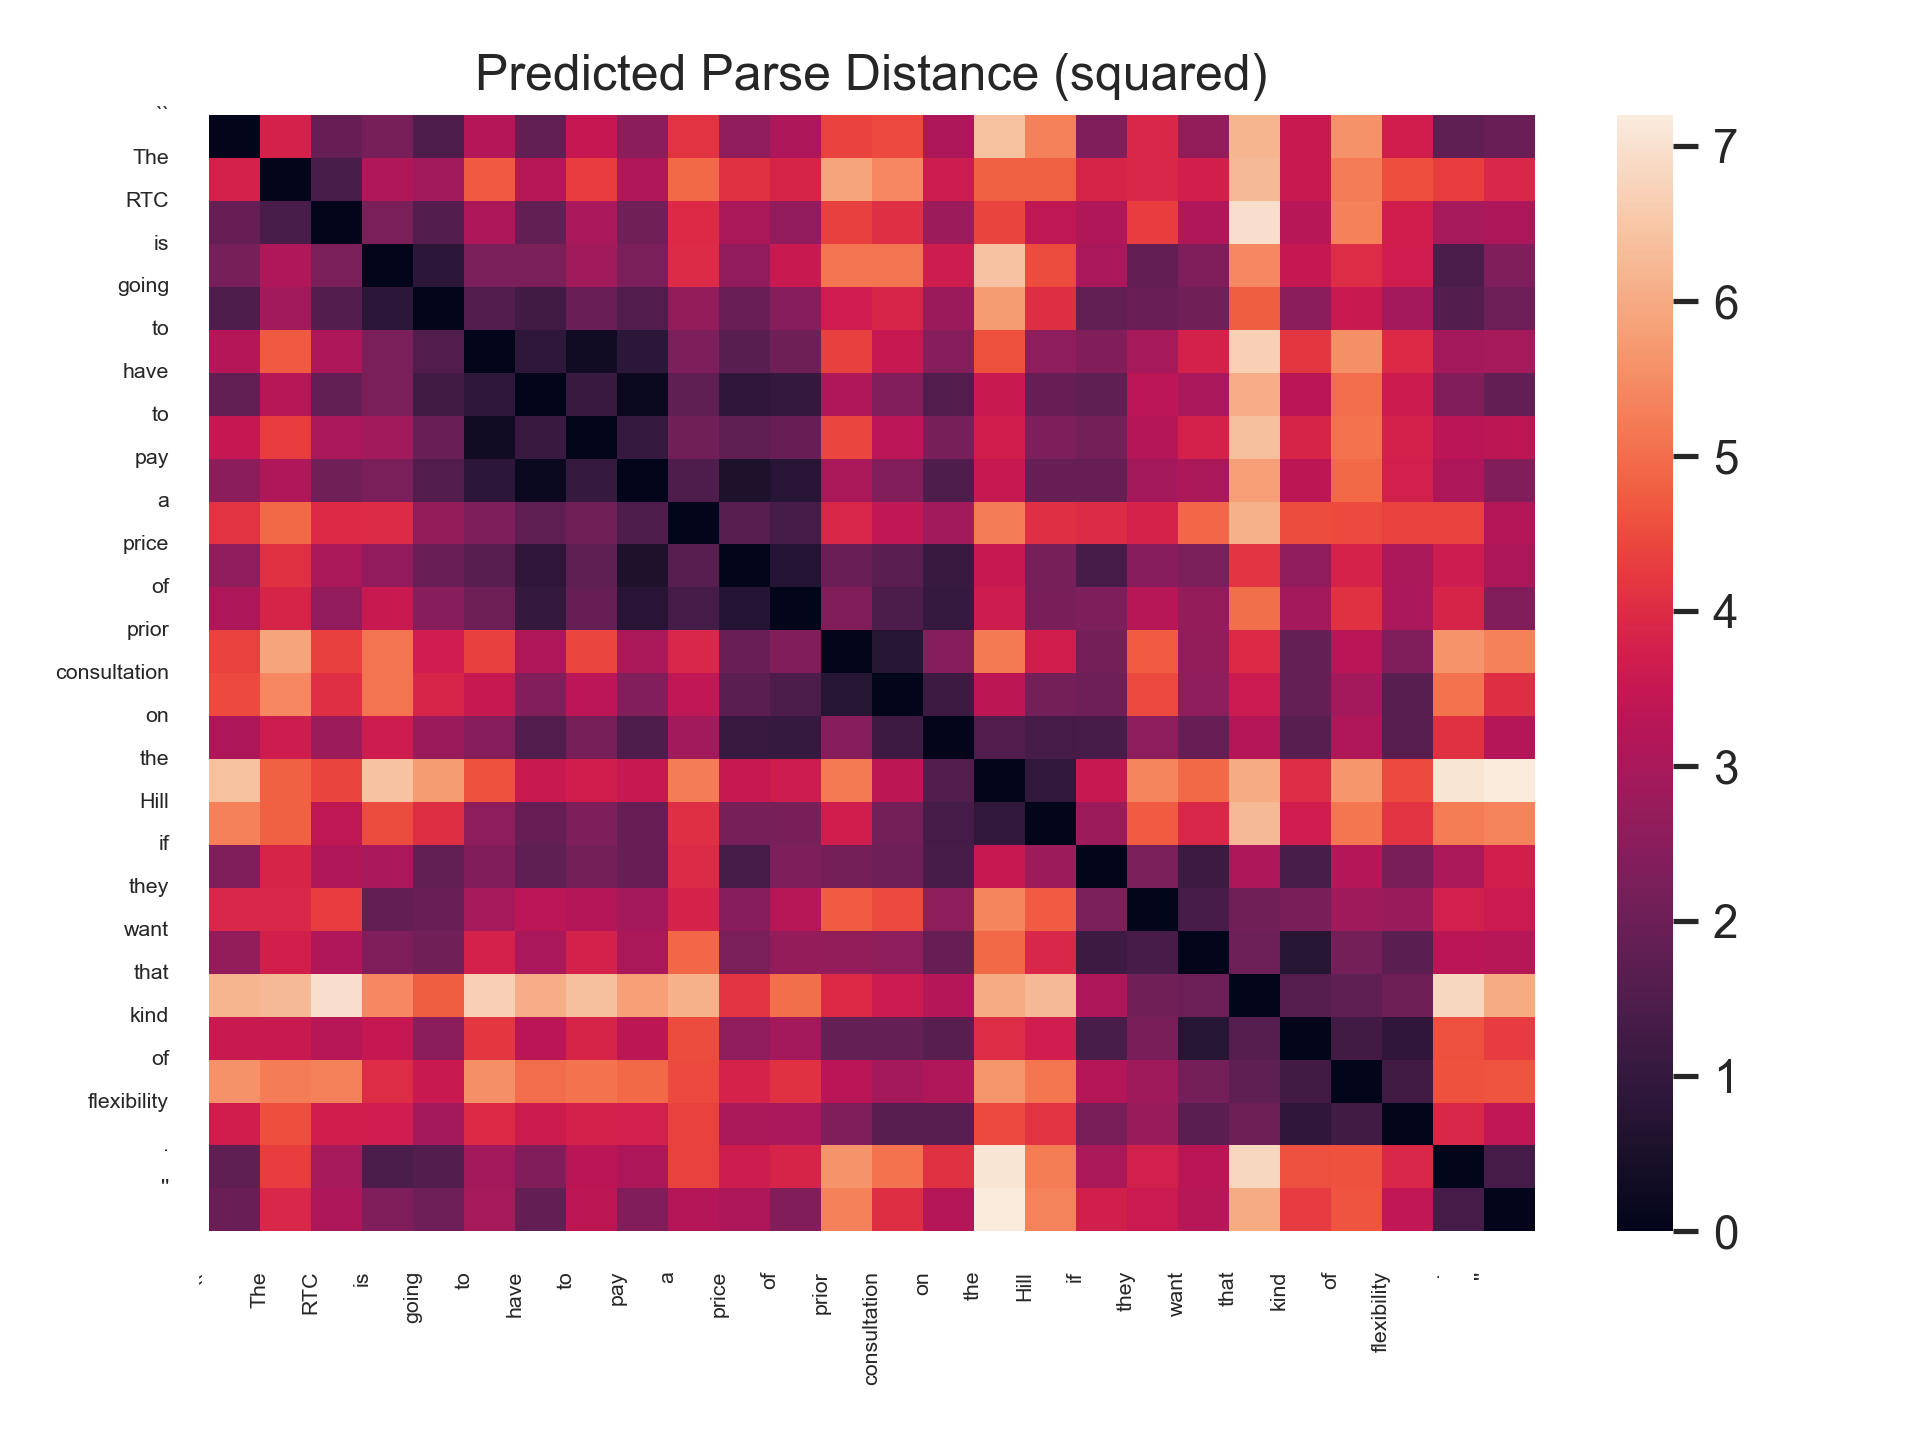 Predicted Parse Distance (squared)
``
The
RTC
is
going
to
have
to
pay
a
price
of
prior
consultation
on
the
Hill
if
they
want
that
kind
of
flexibility
.
''
7
6
5
4
3
2
1
0
``
The
RTC
is
going
to
have
to
pay
a
price
of
prior
consultation
on
the
Hill
if
they
want
that
kind
of
flexibility
.
''